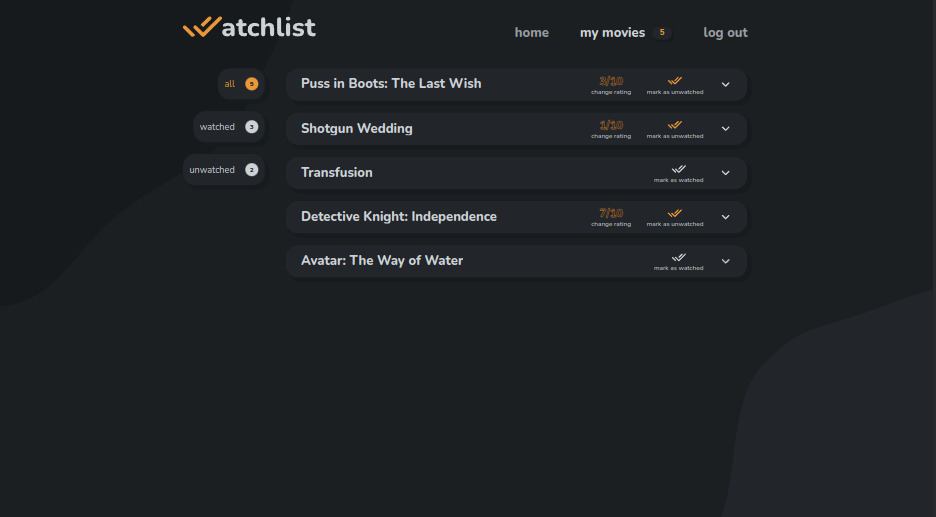 atchlist
home
my movies 5
log out
all 5
watched 3
unwatched 2
Puss in Boots: The Last Wish
3/10
change rating
mark as unwatched
Shotgun Wedding
1/10
change rating
mark as unwatched
Transfusion
mark as watched
Detective Knight: Independence
7/10
change rating
mark as unwatched
Avatar: The Way of Water
mark as watched